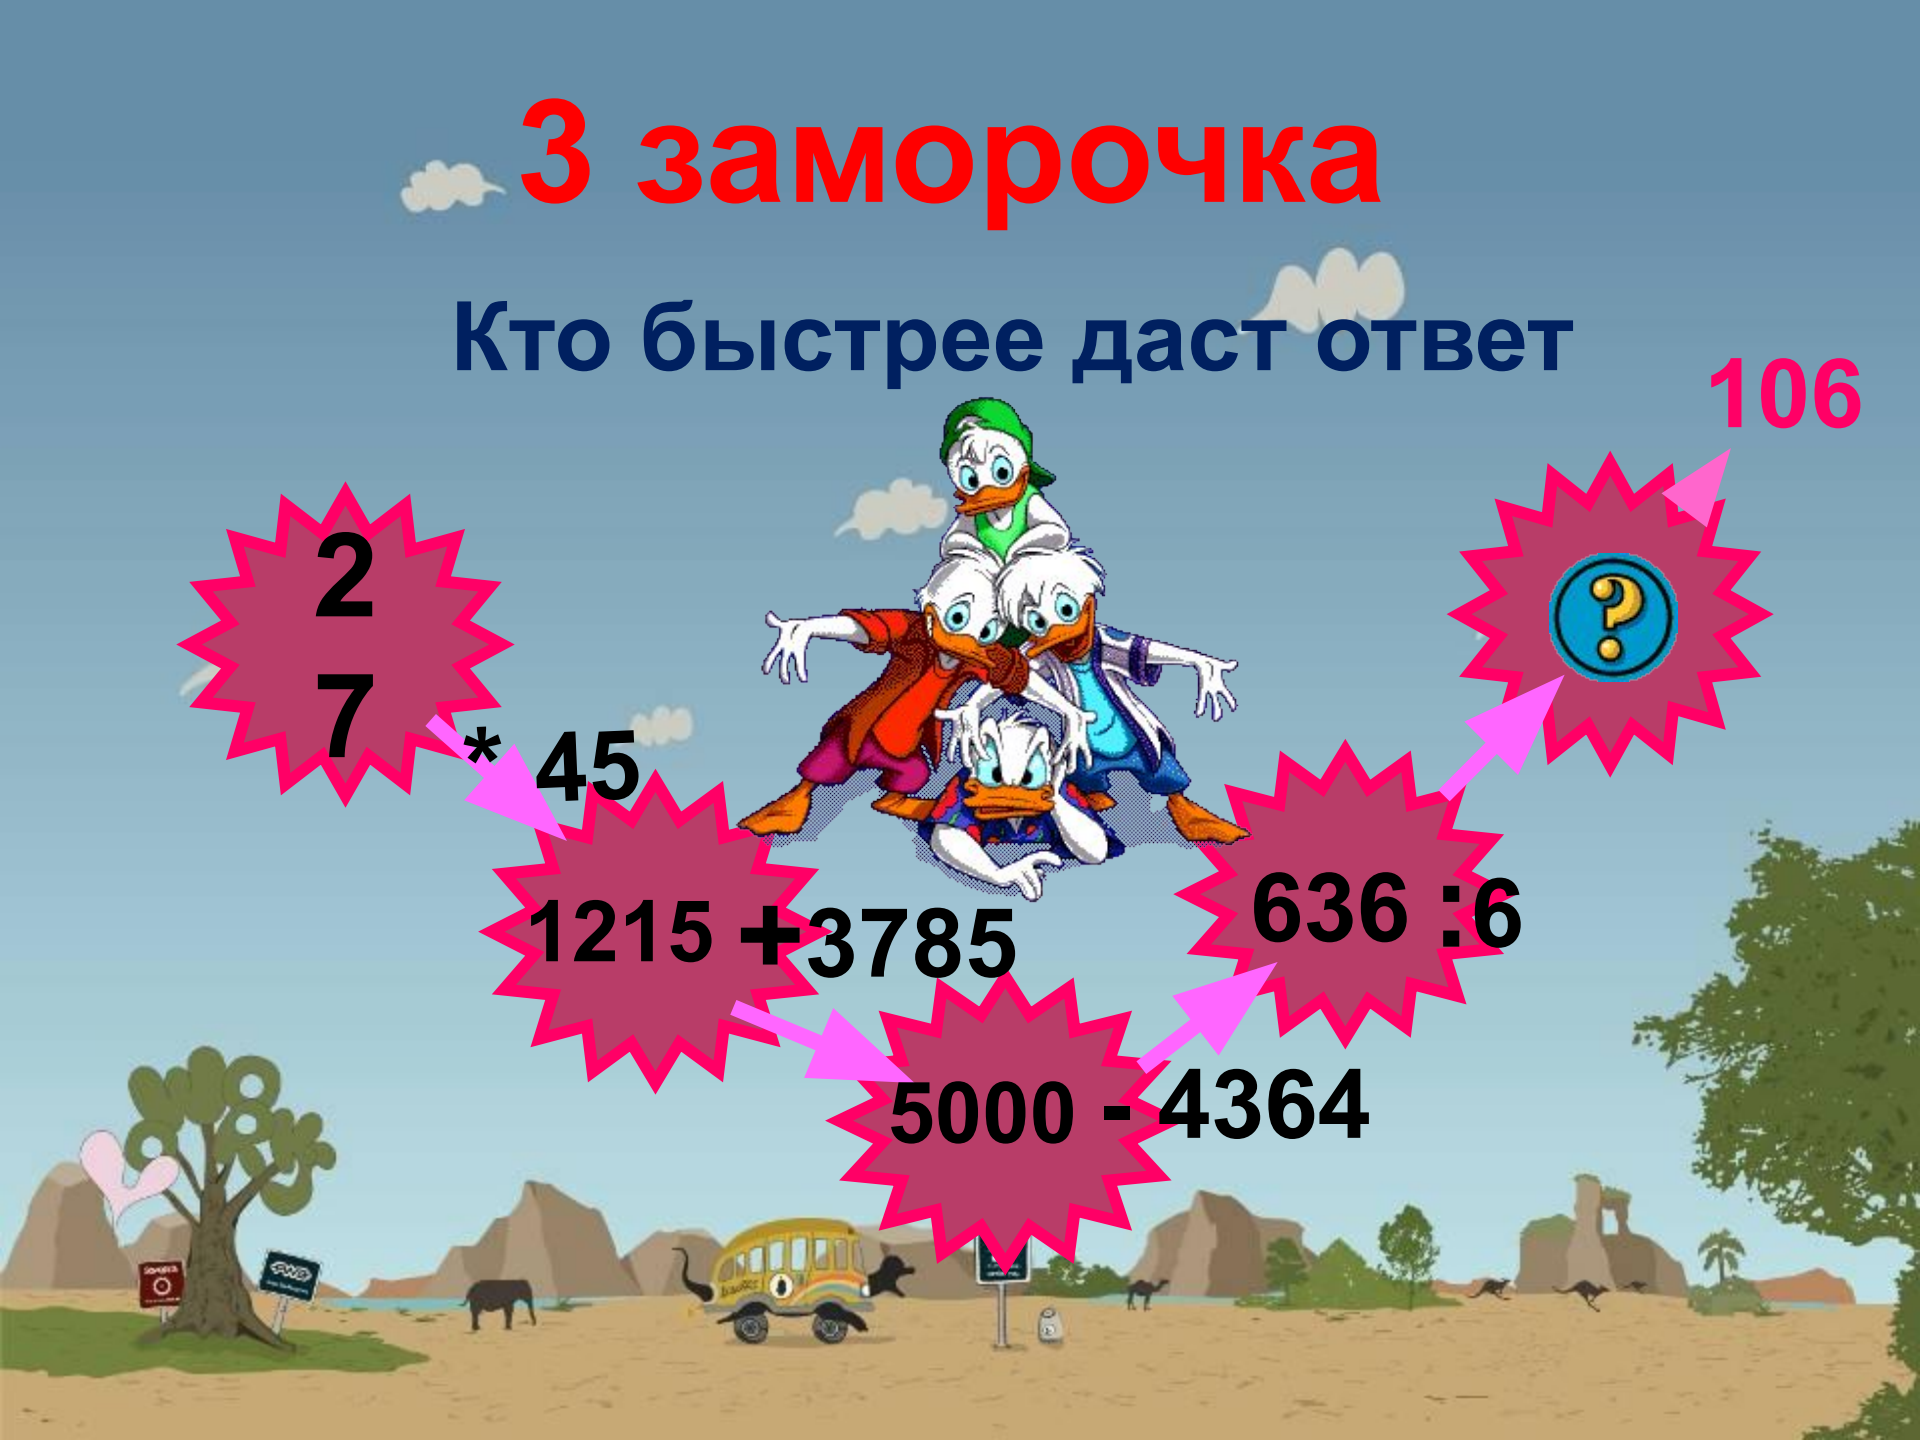 3 заморочка
Кто быстрее даст ответ
106
2
7
* 45
1215 +3785
636 :6
5000 - 4364
?